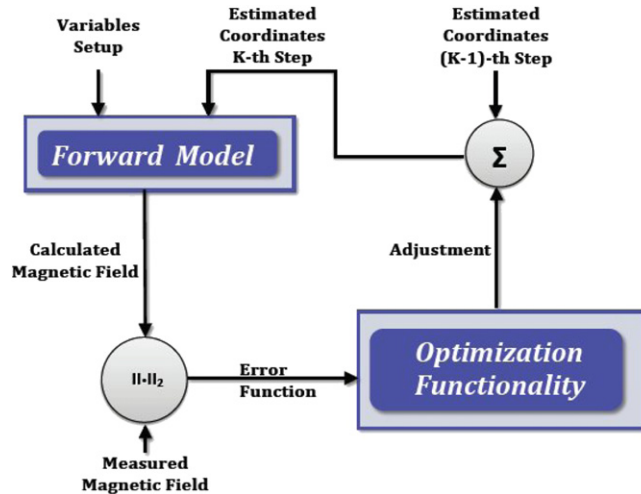 Variables
Setup
Estimated
Coordinates
K-th Step
Estimated
Coordinates
(K-1)-th Step
Forward Model
Σ
Calculated
Magnetic Field
Adjustment
II·II₂
Error
Function
Optimization
Functionality
Measured
Magnetic Field